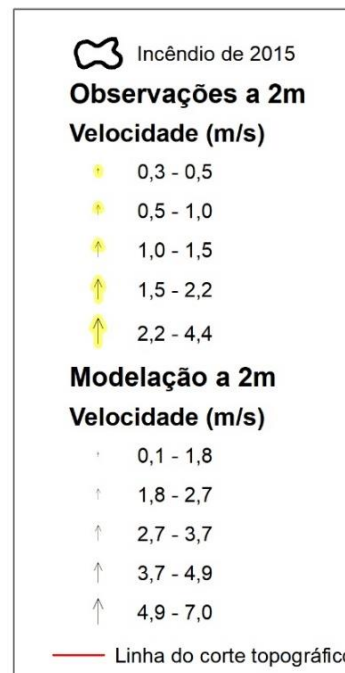 Incêndio de 2015
Observações a 2m
Velocidade (m/s)
0,3 - 0,5
0,5 - 1,0
1,0 - 1,5
1,5 - 2,2
2,2 - 4,4
Modelação a 2m
Velocidade (m/s)
0,1 - 1,8
1,8 - 2,7
2,7 - 3,7
3,7 - 4,9
4,9 - 7,0
Linha do corte topográfico